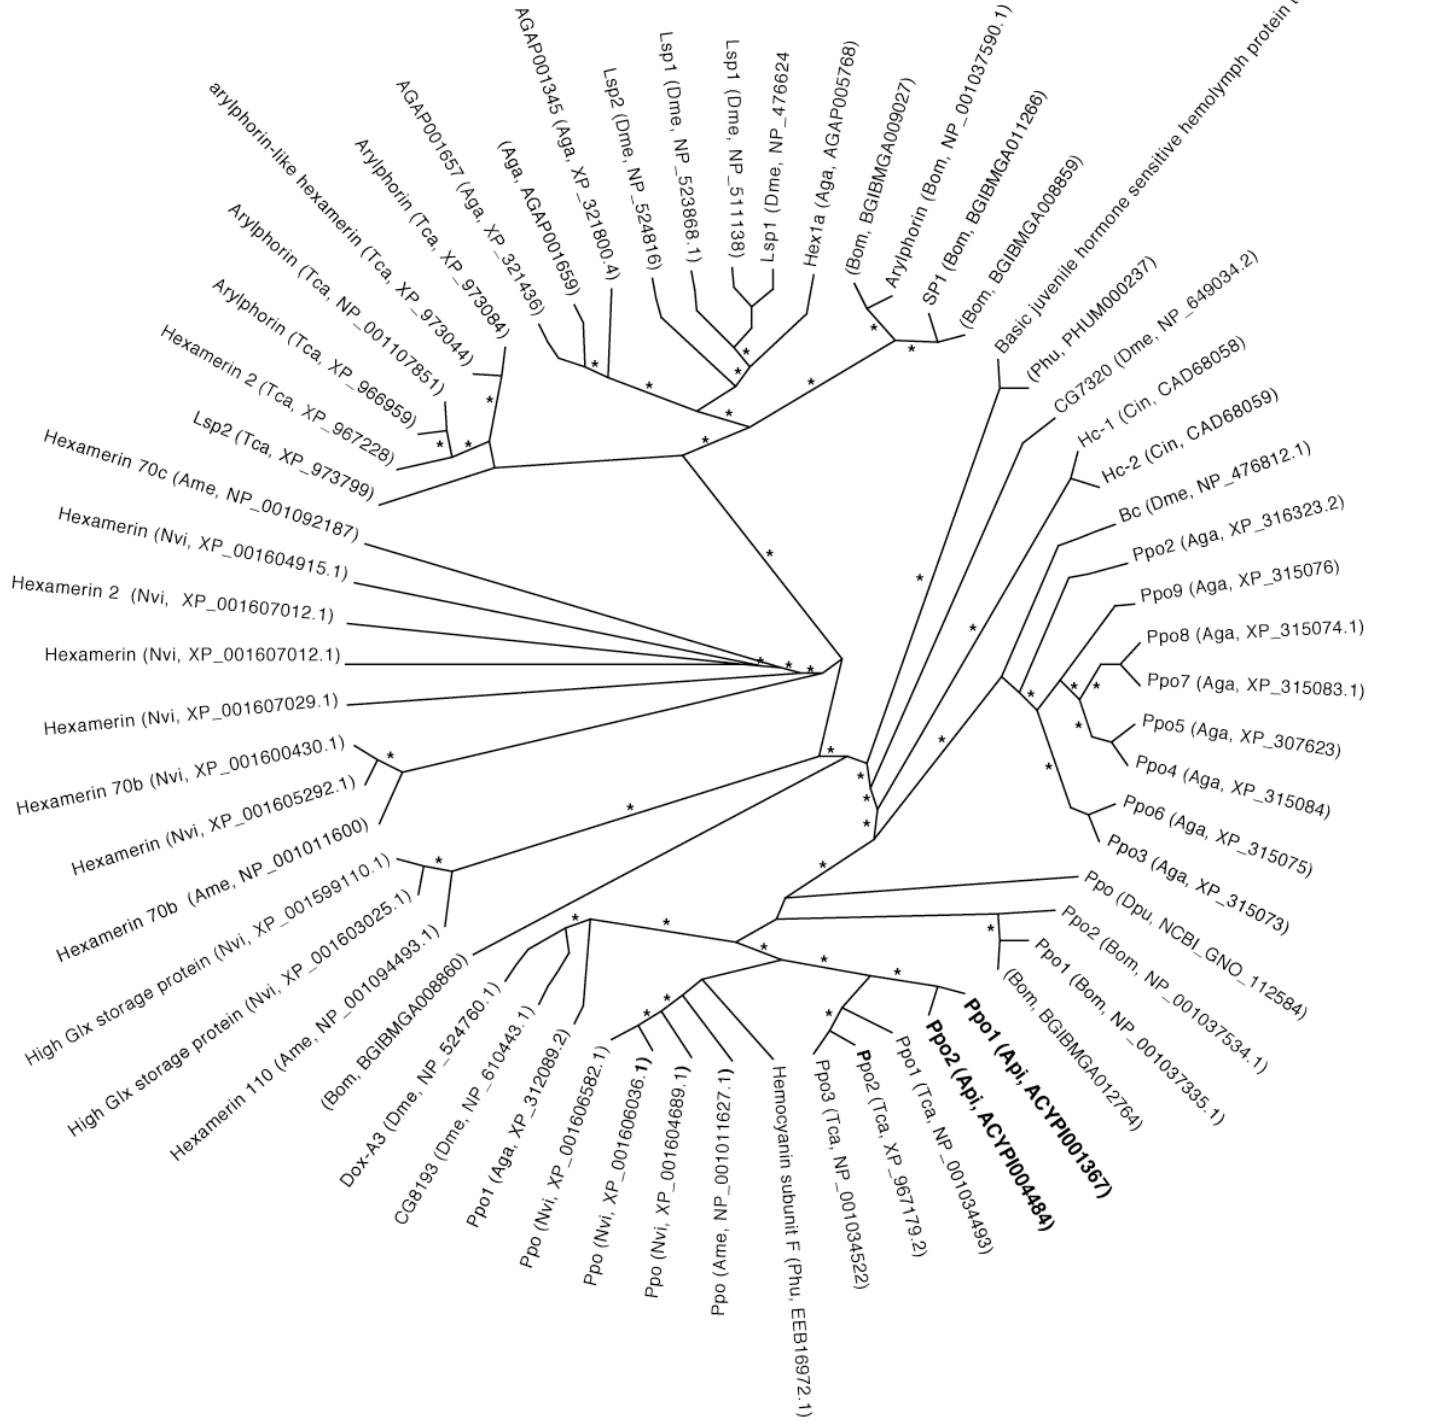 AGAP001345 (Aga, XP_321800.4)
Lsp2 (Dme, NP_524816)
Lsp1 (Dme, NP_523868.1)
Lsp1 (Dme, NP_511138)
Lsp1 (Dme, NP_476624
Hex1a (Aga, AGAP005768)
(Bom, BGIBMGA009027)
Arylphorin (Bom, NP_001037590.1)
SP1 (Bom, BGIBMGA011266)
(Bom, BGIBMGA008859)
Basic juvenile hormone sensitive hemolymph protein
(Phu, PHUM000237)
CG7320 (Dme, NP_649034.2)
Hc-1 (Cin, CAD68058)
Hc-2 (Cin, CAD68059)
Bc (Dme, NP_476812.1)
Ppo2 (Aga, XP_316323.2)
Ppo9 (Aga, XP_315076)
Ppo8 (Aga, XP_315074.1)
Ppo7 (Aga, XP_315083.1)
Ppo5 (Aga, XP_307623)
Ppo4 (Aga, XP_315084)
Ppo6 (Aga, XP_315075)
Ppo3 (Aga, XP_315073)
Ppo (Dpu, NCBI_GNO_112584)
Ppo2 (Bom, NP_001037534.1)
Ppo1 (Bom, NP_001037335.1)
(Bom, BGIBMGA012764)
Ppo1 (Api, ACYPI001367)
Ppo2 (Api, ACYPI004484)
Ppo1 (Tca, NP_001034493)
Ppo2 (Tca, XP_967179.2)
Ppo3 (Tca, NP_001034522)
Hemocyanin subunit F (Phu, EEB16972.1)
Ppo (Ame, NP_001011627.1)
Ppo (Nvi, XP_001604689.1)
Ppo (Nvi, XP_001606036.1)
Ppo (Nvi, XP_001606582.1)
Ppo1 (Aga, XP_312089.2)
CG8193 (Dme, NP_610443.1)
Dox-A3 (Dme, NP_524760.1)
(Bom, BGIBMGA008860)
Hexamerin 110 (Ame, NP_001094493.1)
High Glx storage protein (Nvi, XP_001603025.1)
High Glx storage protein (Nvi, XP_001599110.1)
Hexamerin 70b (Ame, NP_001011600)
Hexamerin (Nvi, XP_001605292.1)
Hexamerin 70b (Nvi, XP_001600430.1)
Hexamerin (Nvi, XP_001607029.1)
Hexamerin (Nvi, XP_001607012.1)
Hexamerin 2 (Nvi, XP_001607012.1)
Hexamerin (Nvi, XP_001604915.1)
Hexamerin 70c (Ame, NP_001092187)
Lsp2 (Tca, XP_973799)
Hexamerin 2 (Tca, XP_967228)
Arylphorin (Tca, XP_966959)
Arylphorin (Tca, NP_001107851)
arylphorin-like hexamerin (Tca, XP_973044)
Arylphorin (Tca, XP_973084)
AGAP001657 (Aga, XP_321436)
(Aga, AGAP001659)